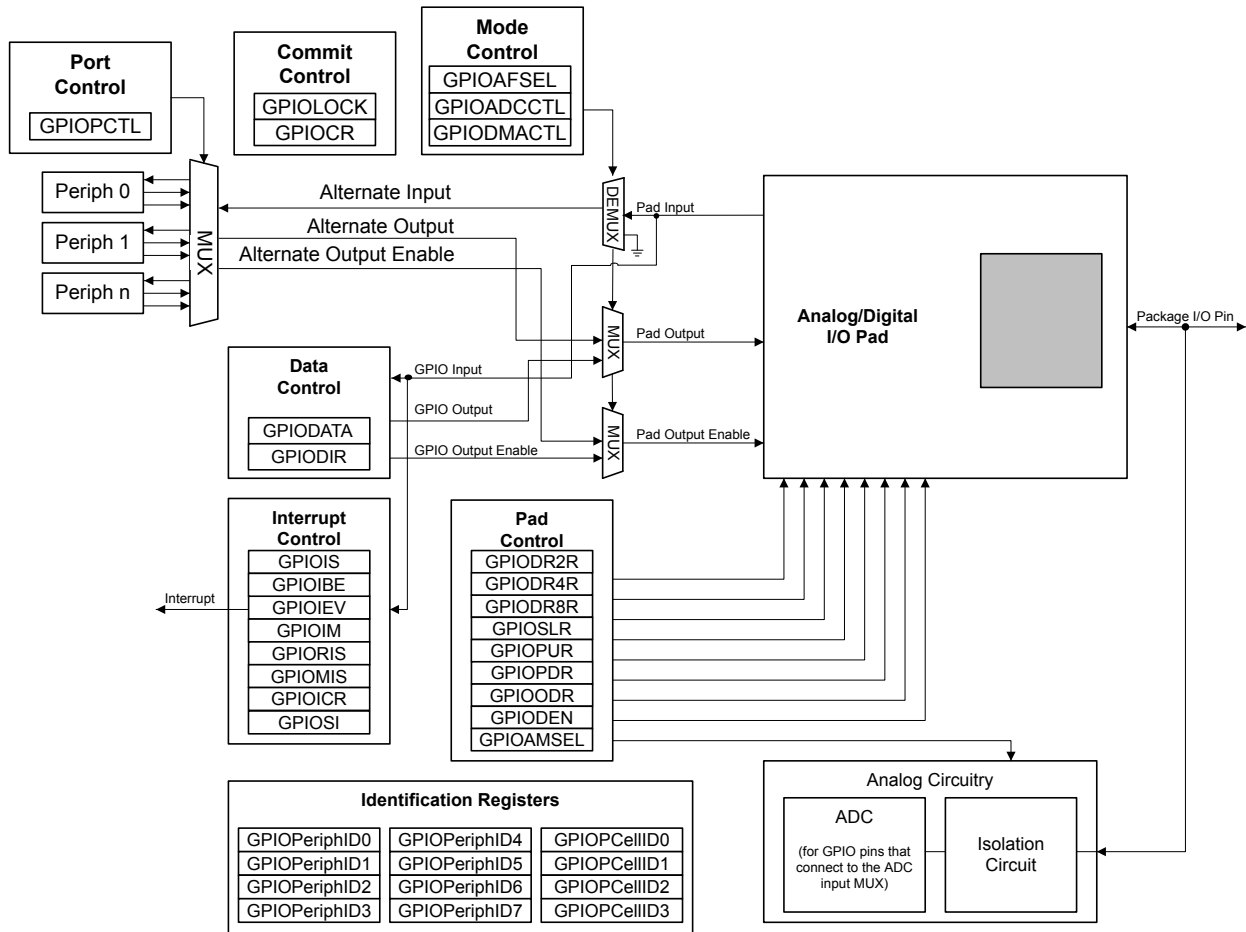 Port
Control
GPIOPCTL
Commit
Control
GPIOLOCK
GPIOCR
Mode
Control
GPIOAFSEL
GPIOADCCTL
GPIODMACTL
Periph 0
Periph 1
Periph n
MUX
Alternate Input
Alternate Output
Alternate Output Enable
DEMUX
Pad Input
MUX
Pad Output
MUX
Pad Output Enable
Analog/Digital
I/O Pad
Package I/O Pin
Data
Control
GPIODATA
GPIODIR
GPIO Input
GPIO Output
GPIO Output Enable
Interrupt
Control
GPIOIS
GPIOIBE
GPIOIEV
GPIOIM
GPIORIS
GPIOMIS
GPIOICR
GPIOSI
Interrupt
Pad
Control
GPIODR2R
GPIODR4R
GPIODR8R
GPIOSLR
GPIOPUR
GPIOPDR
GPIOODR
GPIODEN
GPIOAMSEL
Analog Circuitry
ADC
(for GPIO pins that
connect to the ADC
input MUX)
Isolation
Circuit
Identification Registers
GPIOPeriphID0
GPIOPeriphID1
GPIOPeriphID2
GPIOPeriphID3
GPIOPeriphID4
GPIOPeriphID5
GPIOPeriphID6
GPIOPeriphID7
GPIOPCellID0
GPIOPCellID1
GPIOPCellID2
GPIOPCellID3